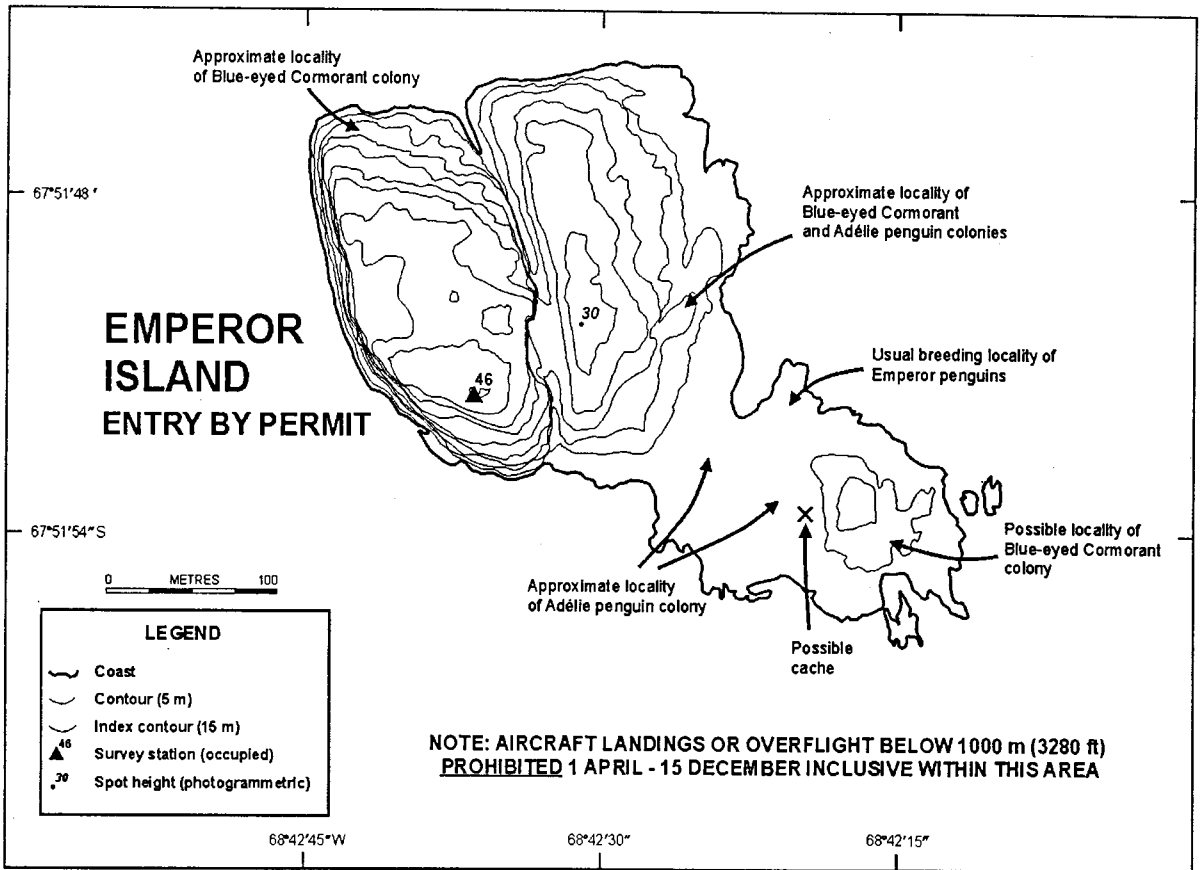 Approximate locality
of Blue-eyed Cormorant colony
67°51'48"
Approximate locality of
Blue-eyed Cormorant
and Adélie penguin colonies
30
EMPEROR
ISLAND
ENTRY BY PERMIT
Usual breeding locality of
Emperor penguins
46
67°51'54"S
Possible locality of
Blue-eyed Cormorant
colony
0 METRES 100
Approximate locality
of Adélie penguin colony
Possible
cache
LEGEND
Coast
Contour (5 m)
Index contour (15 m)
46 Survey station (occupied)
30 Spot height (photogrammetric)
NOTE: AIRCRAFT LANDINGS OR OVERFLIGHT BELOW 1000 m (3280 ft)
PROHIBITED 1 APRIL - 15 DECEMBER INCLUSIVE WITHIN THIS AREA
68°42'45"W
68°42'30"
68°42'15"